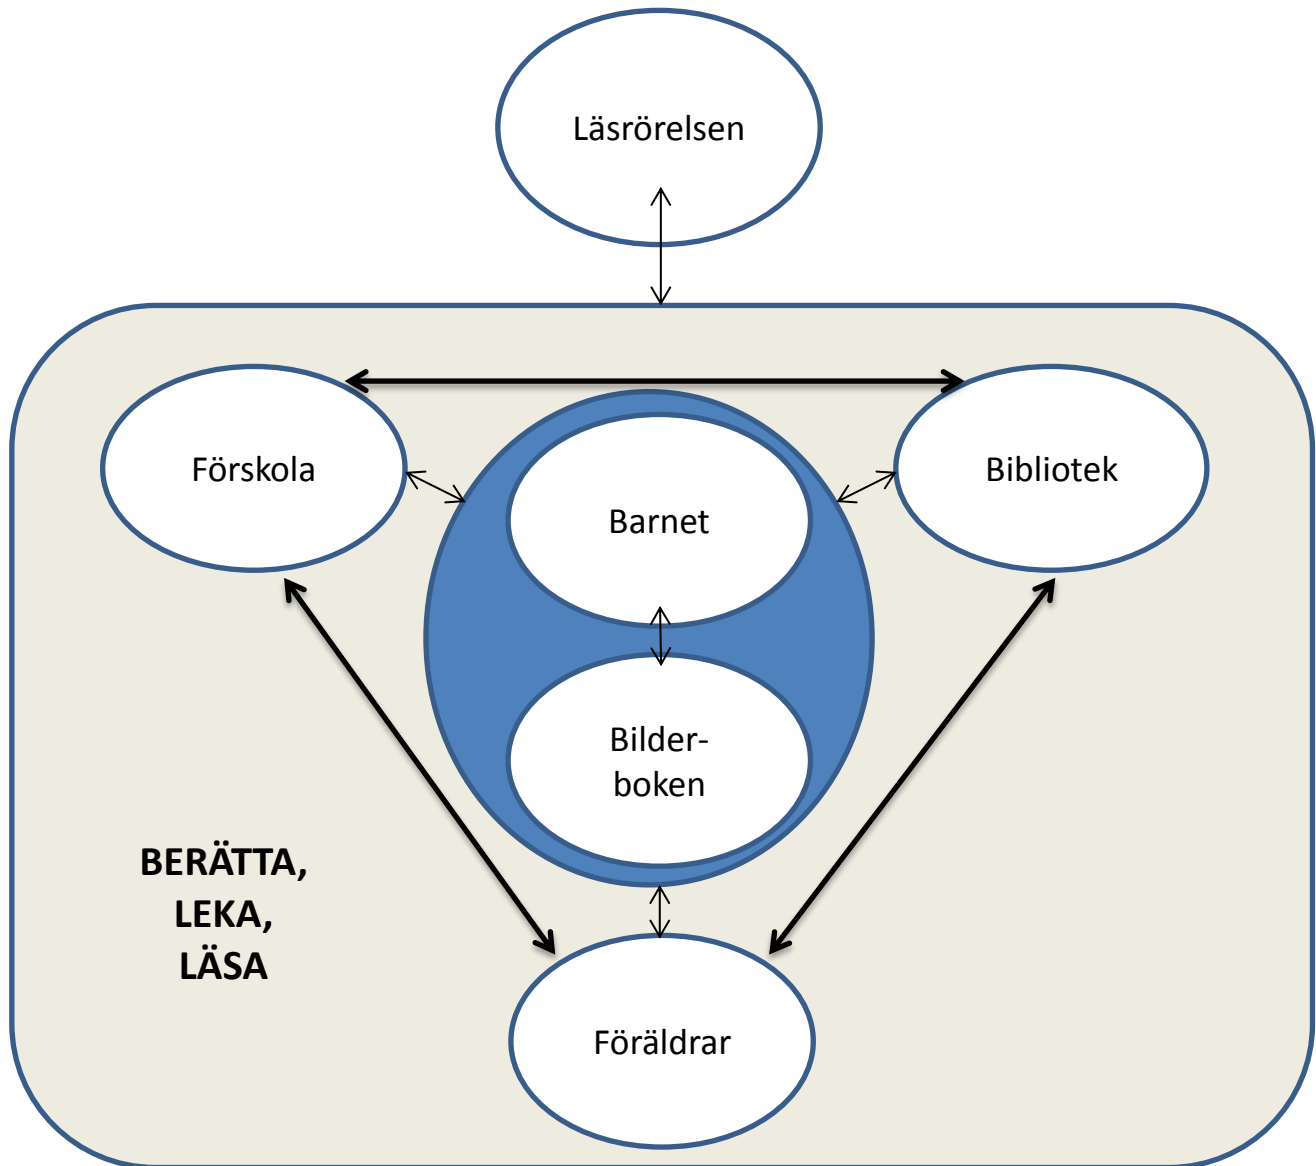 Läsrörelsen
Förskola
Bibliotek
Barnet
Bilder-
boken
BERÄTTA,
LEKA,
LÄSA
Föräldrar